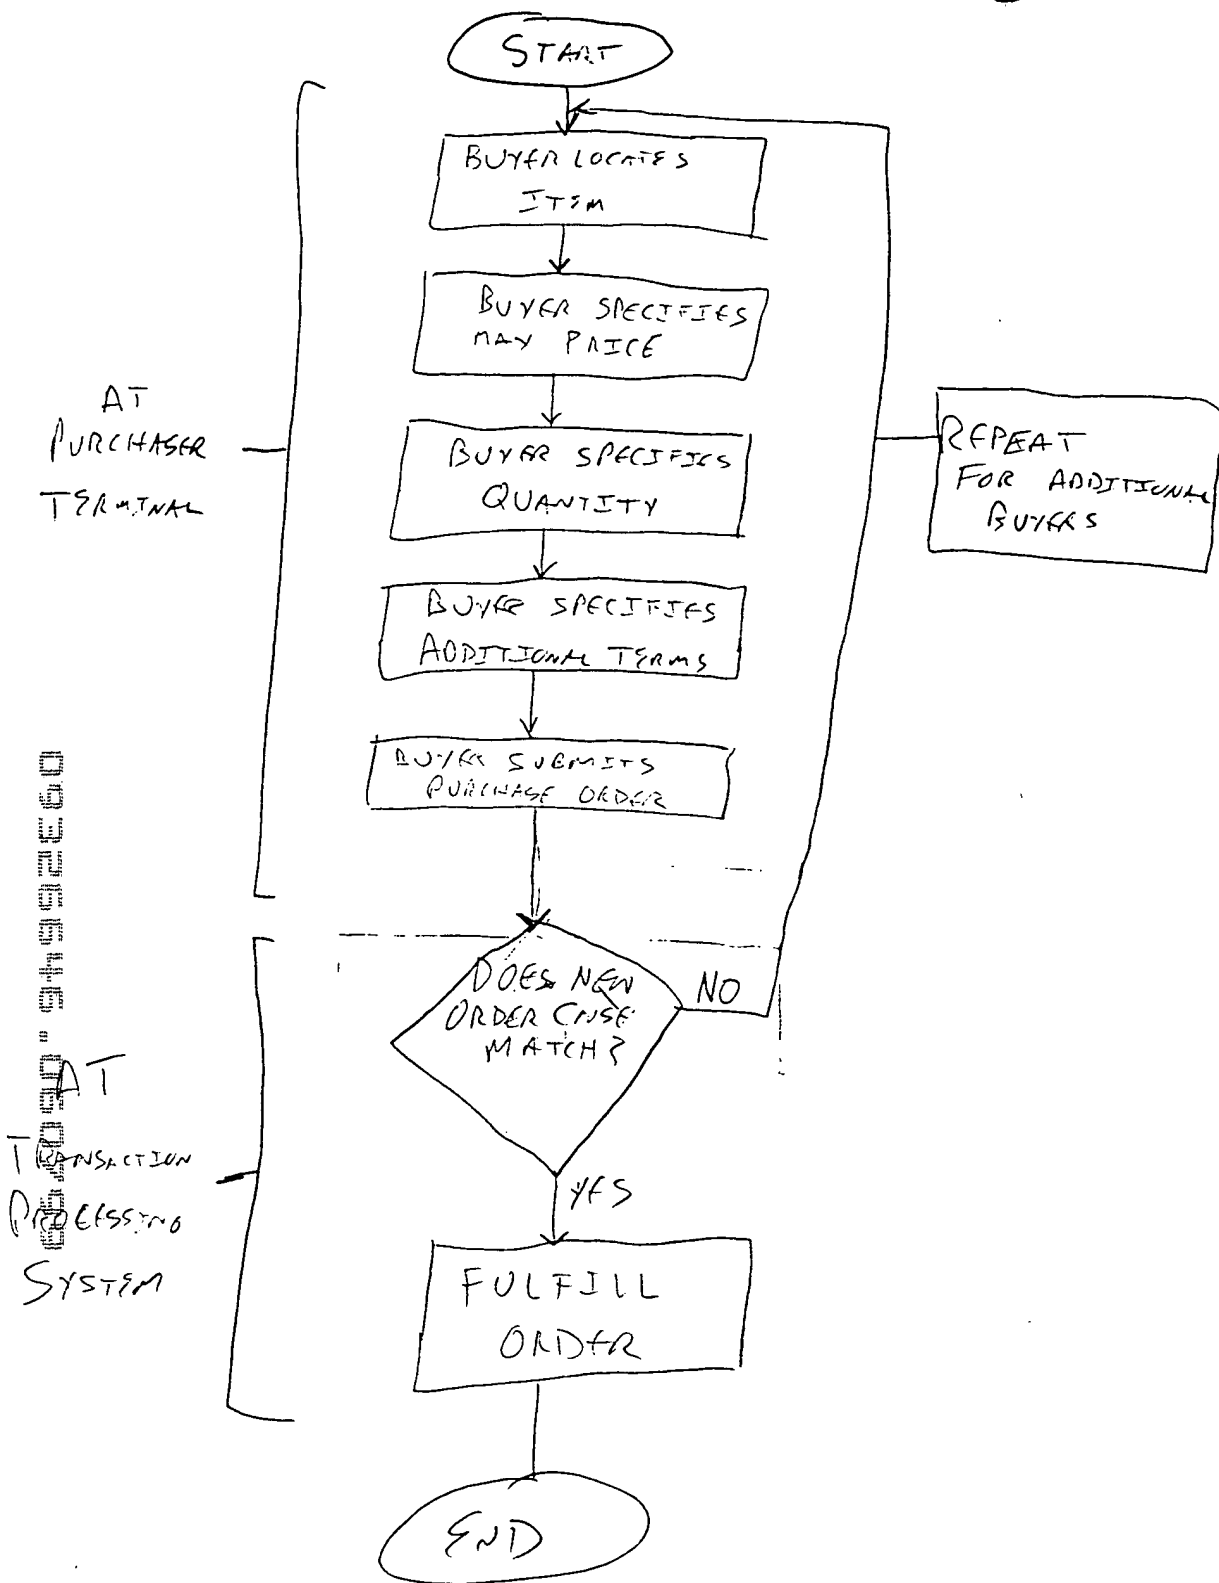 START
BUYER LOCATES
ITEM
BUYER SPECIFIES
MAX PRICE
AT
PURCHASER
TERMINAL
BUYER SPECIFIES
QUANTITY
REPEAT
FOR ADDITIONAL
BUYERS
BUYER SPECIFIES
ADDITIONAL TERMS
BUYER SUBMITS
PURCHASE ORDER
DOES NEW
ORDER
MATCH?
NO
AT
TRANSACTION
PROCESSING
SYSTEM
YES
FULFILL
ORDER
END